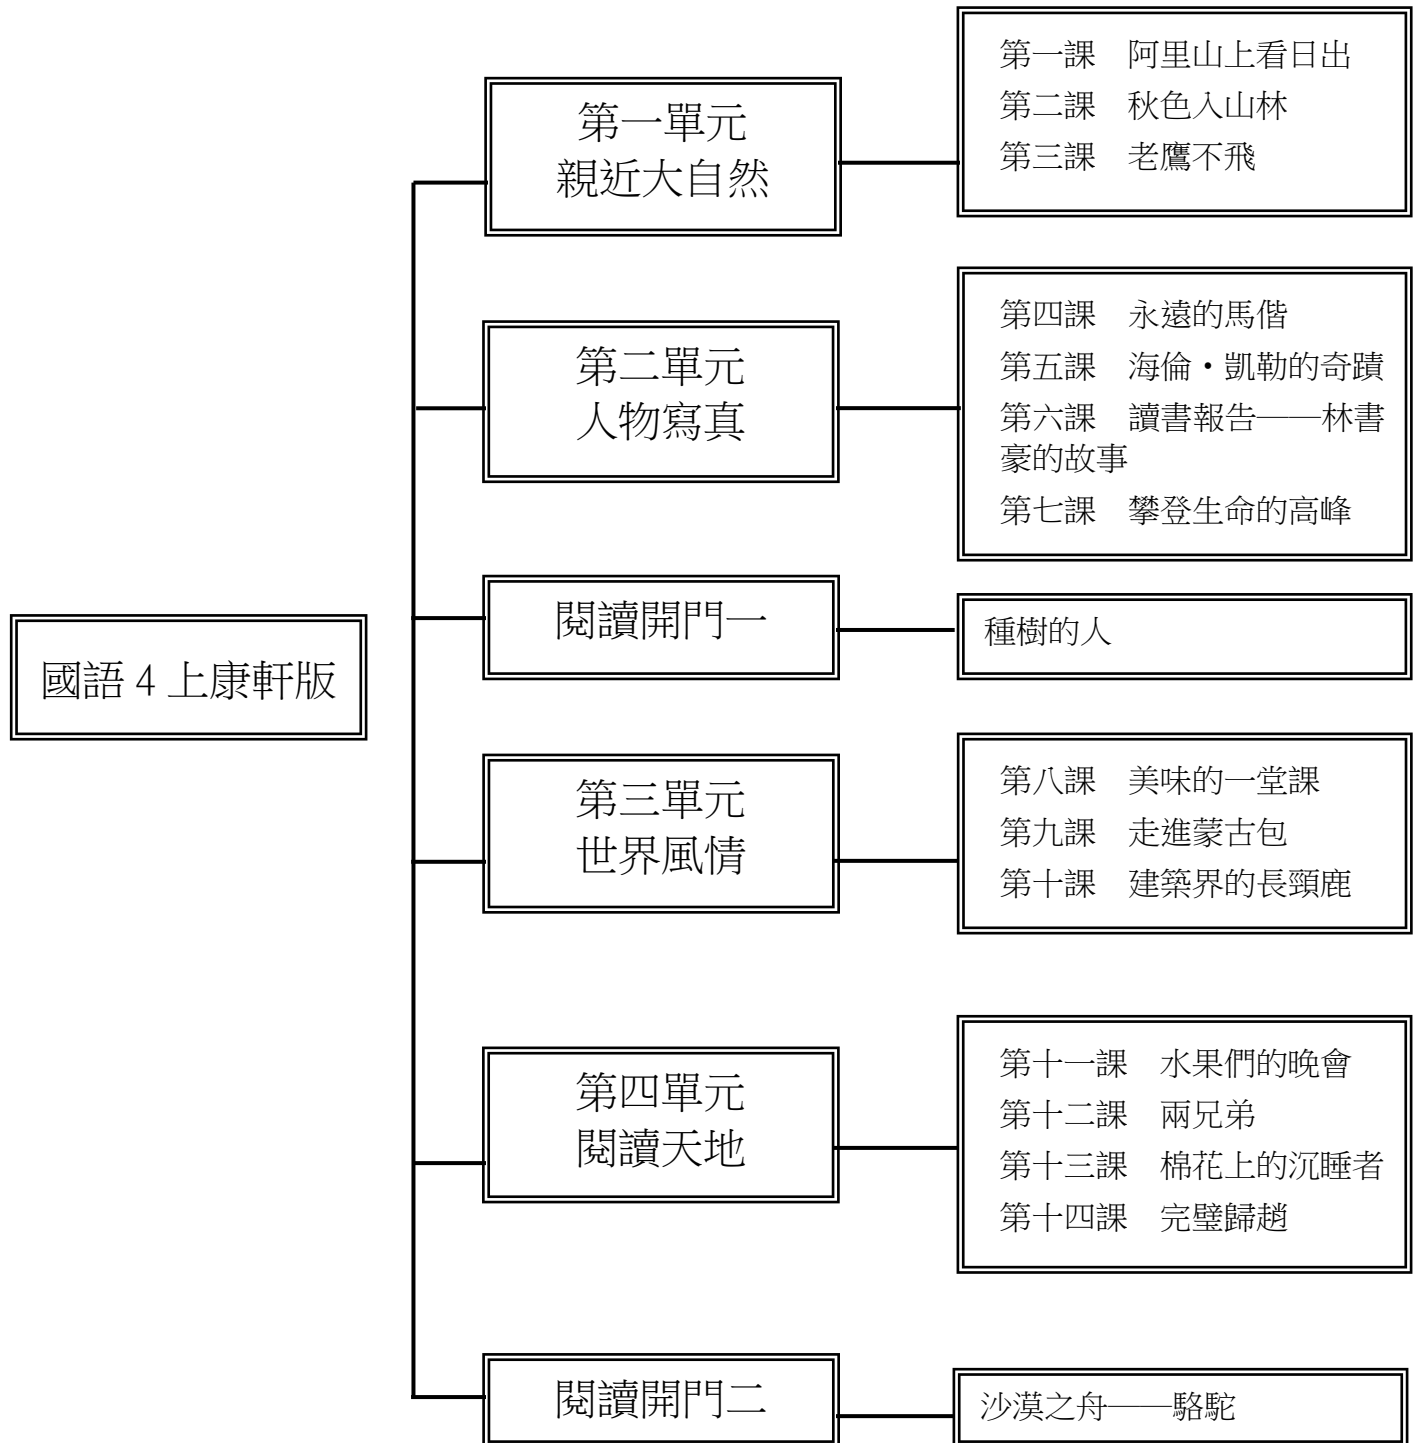 國語 4 上康軒版
第一單元
親近大自然
第一課　阿里山上看日出
第二課　秋色入山林
第三課　老鷹不飛
第二單元
人物寫真
第四課　永遠的馬偕
第五課　海倫・凱勒的奇蹟
第六課　讀書報告——林書
豪的故事
第七課　攀登生命的高峰
閱讀開門一
種樹的人
第三單元
世界風情
第八課　美味的一堂課
第九課　走進蒙古包
第十課　建築界的長頸鹿
第四單元
閱讀天地
第十一課　水果們的晚會
第十二課　兩兄弟
第十三課　棉花上的沉睡者
第十四課　完璧歸趙
閱讀開門二
沙漠之舟——駱駝